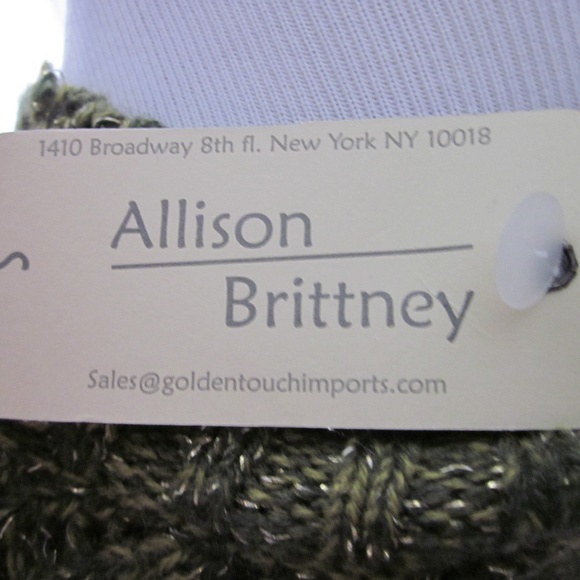 1410 Broadway 8th fl. New York NY 10018
Allison
Brittney
Sales@goldentouchimports.com